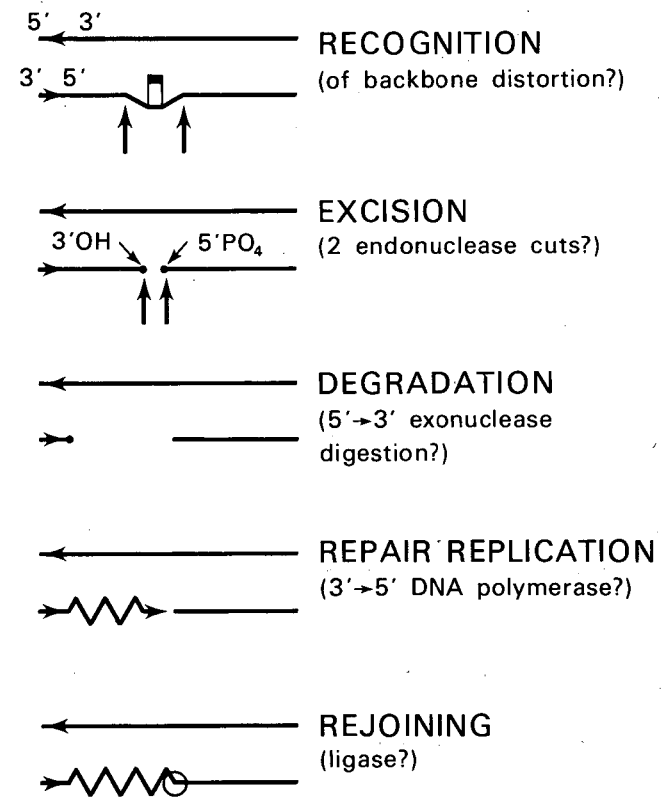 5′ 3′
RECOGNITION
3′ 5′
(of backbone distortion?)
EXCISION
3′OH 5′PO₄
(2 endonuclease cuts?)
DEGRADATION
(5′→3′ exonuclease
digestion?)
REPAIR REPLICATION
(3′→5′ DNA polymerase?)
REJOINING
(ligase?)